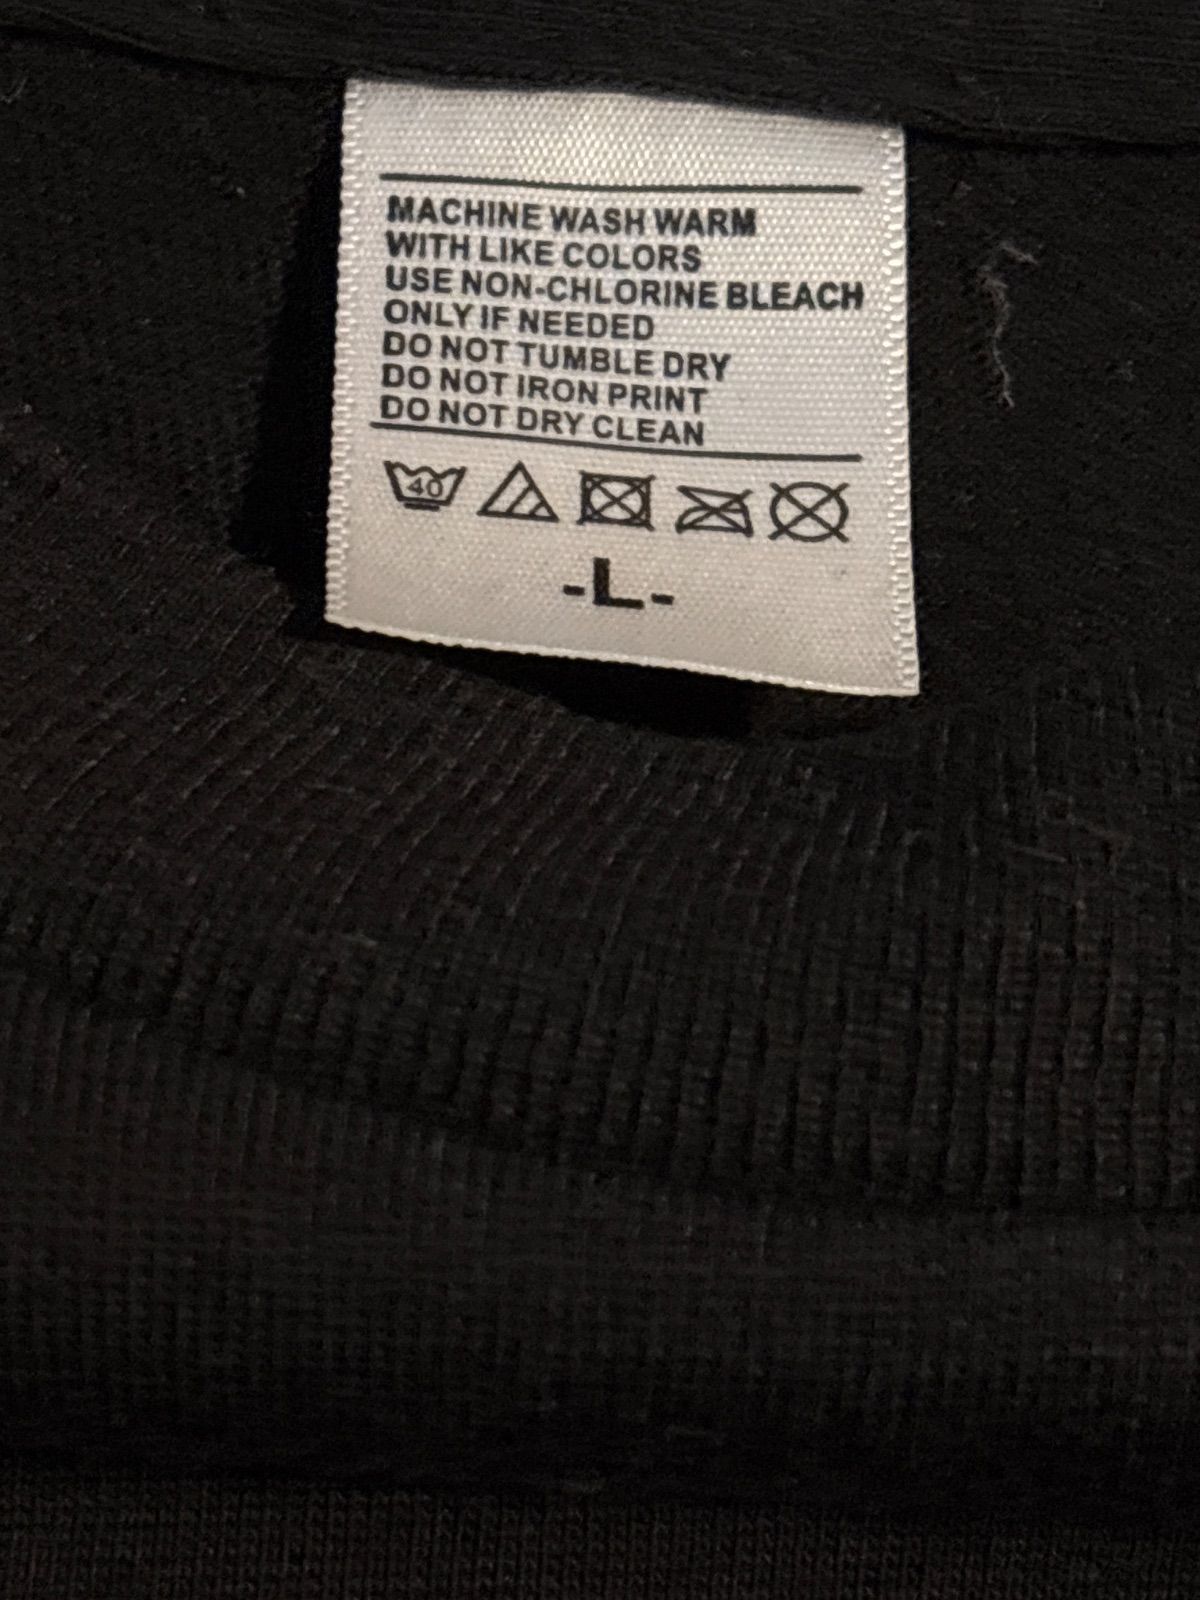 MACHINE WASH WARM
WITH LIKE COLORS
USE NON-CHLORINE BLEACH
ONLY IF NEEDED
DO NOT TUMBLE DRY
DO NOT IRON PRINT
DO NOT DRY CLEAN
40
-L-